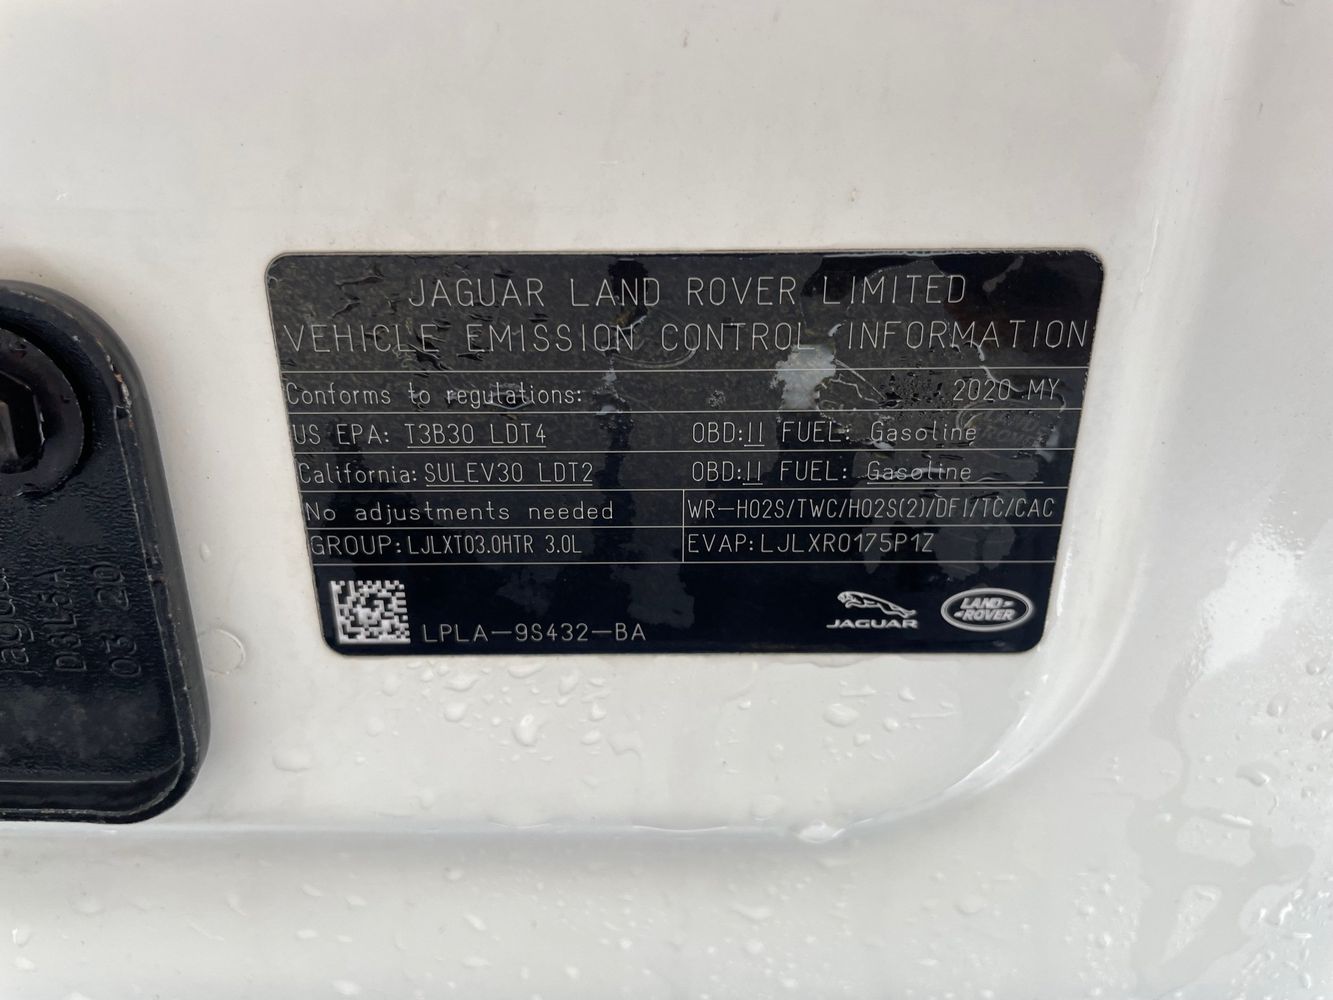 JAGUAR LAND ROVER LIMITED
VEHICLE EMISSION CONTROL INFORMATION
Conforms to regulations: 2020 MY
US EPA: T3B30 LDT4 OBD:II FUEL: Gasoline
California: SULEV30 LDT2 OBD:II FUEL: Gasoline
No adjustments needed WR-HO2S/TWC/HO2S(2)/DFI/TC/CAC
GROUP: LJLXT03.0HTR 3.0L EVAP: LJLXR0175P1Z
LPLA-9S432-BA
JAGUAR
LAND ROVER
03 20